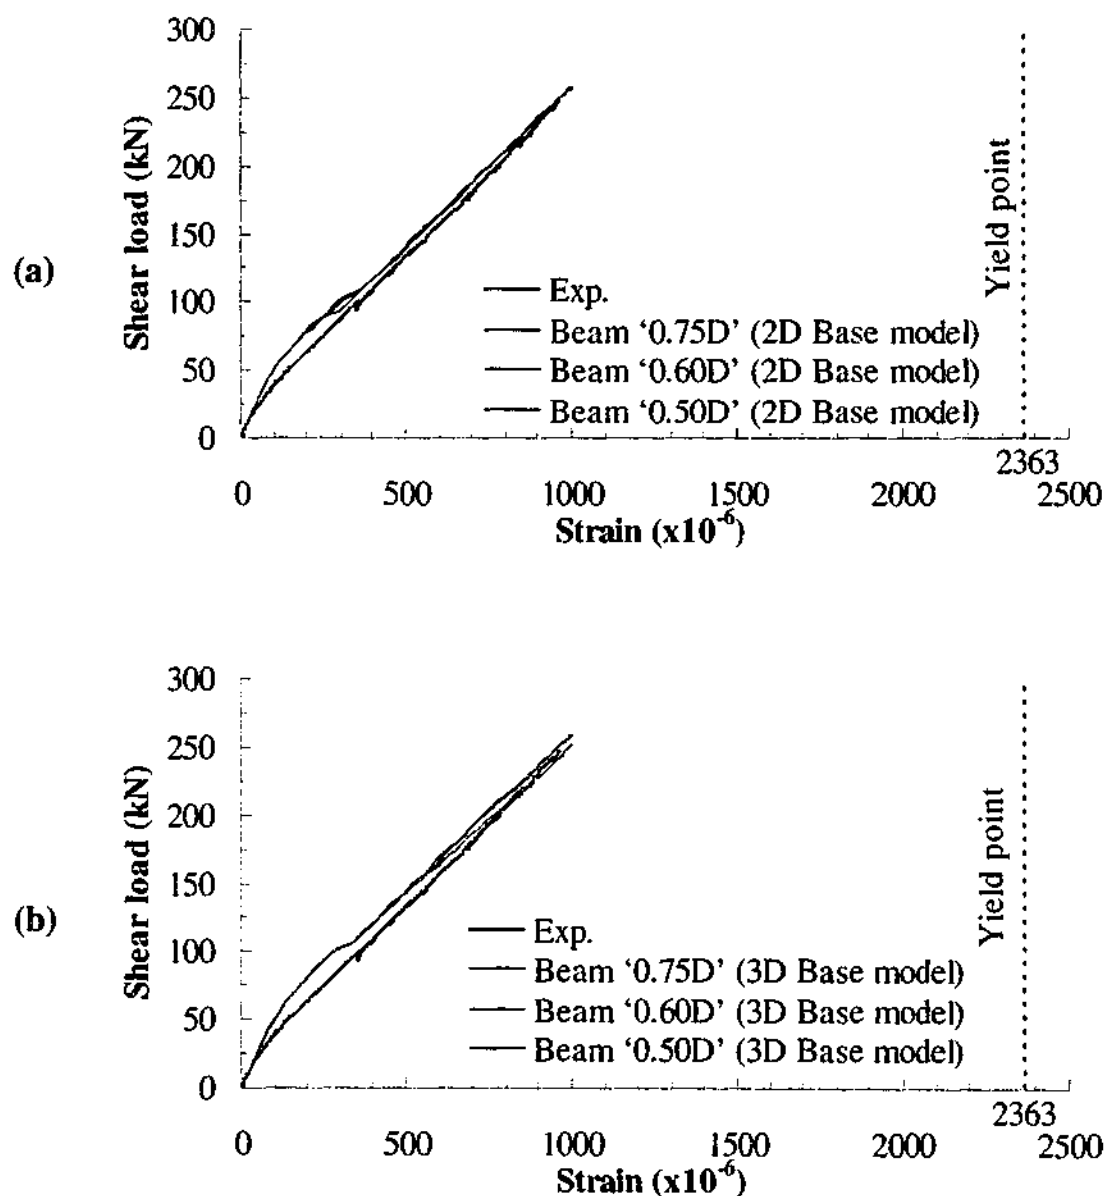 (a)
Shear load (kN)
300
250
200
150
100
50
0
Exp.
Beam ‘0.75D’ (2D Base model)
Beam ‘0.60D’ (2D Base model)
Beam ‘0.50D’ (2D Base model)
Yield point
2363
0 500 1000 1500 2000 2500
Strain (x10⁻⁶)
(b)
Shear load (kN)
300
250
200
150
100
50
0
Exp.
Beam ‘0.75D’ (3D Base model)
Beam ‘0.60D’ (3D Base model)
Beam ‘0.50D’ (3D Base model)
Yield point
2363
0 500 1000 1500 2000 2500
Strain (x10⁻⁶)